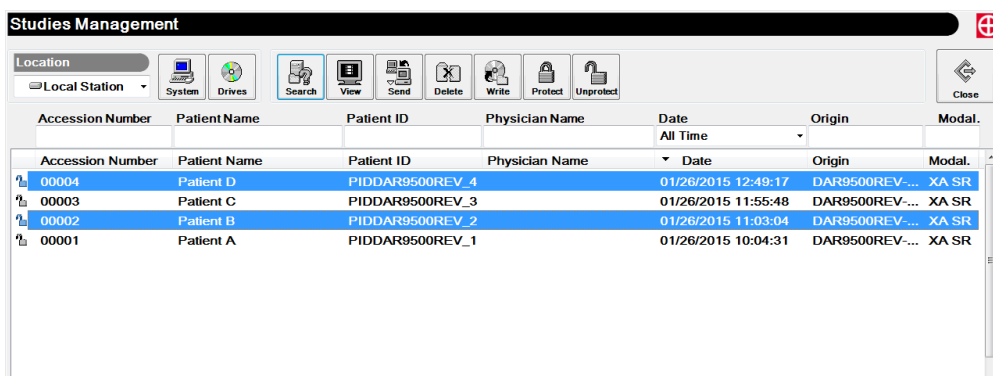 Studies Management
Location
Local Station
System
Drives
Search
View
Send
Delete
Write
Protect
Unprotect
Close
Accession Number Patient Name Patient ID Physician Name Date Origin Modal.
All Time
Accession Number Patient Name Patient ID Physician Name Date Origin Modal.
00004 Patient D PIDDAR9500REV_4 01/26/2015 12:49:17 DAR9500REV-... XA SR
00003 Patient C PIDDAR9500REV_3 01/26/2015 11:55:48 DAR9500REV-... XA SR
00002 Patient B PIDDAR9500REV_2 01/26/2015 11:03:04 DAR9500REV-... XA SR
00001 Patient A PIDDAR9500REV_1 01/26/2015 10:04:31 DAR9500REV-... XA SR